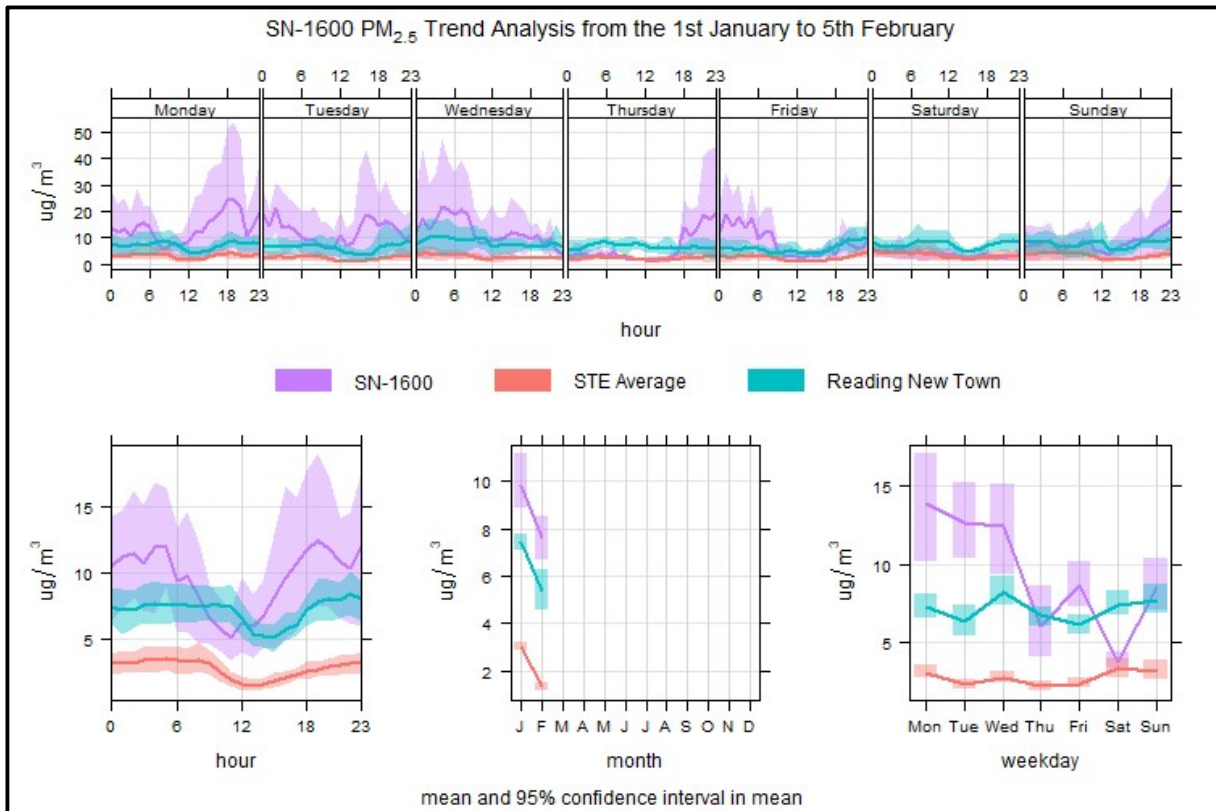 SN-1600 PM2.5 Trend Analysis from the 1st January to 5th February
0 6 12 18 23 0 6 12 18 23 0 6 12 18 23
Monday Tuesday Wednesday Thursday Friday Saturday Sunday
50
40
30
20
10
0
ug/m3
0 6 12 18 23 0 6 12 18 23 0 6 12 18 23 0 6 12 18 23
hour
SN-1600 STE Average Reading New Town
15
10
5
ug/m3
0 6 12 18 23
hour
10
8
6
4
2
ug/m3
J F M A M J J A S O N D
month
15
10
5
ug/m3
Mon Tue Wed Thu Fri Sat Sun
weekday
mean and 95% confidence interval in mean